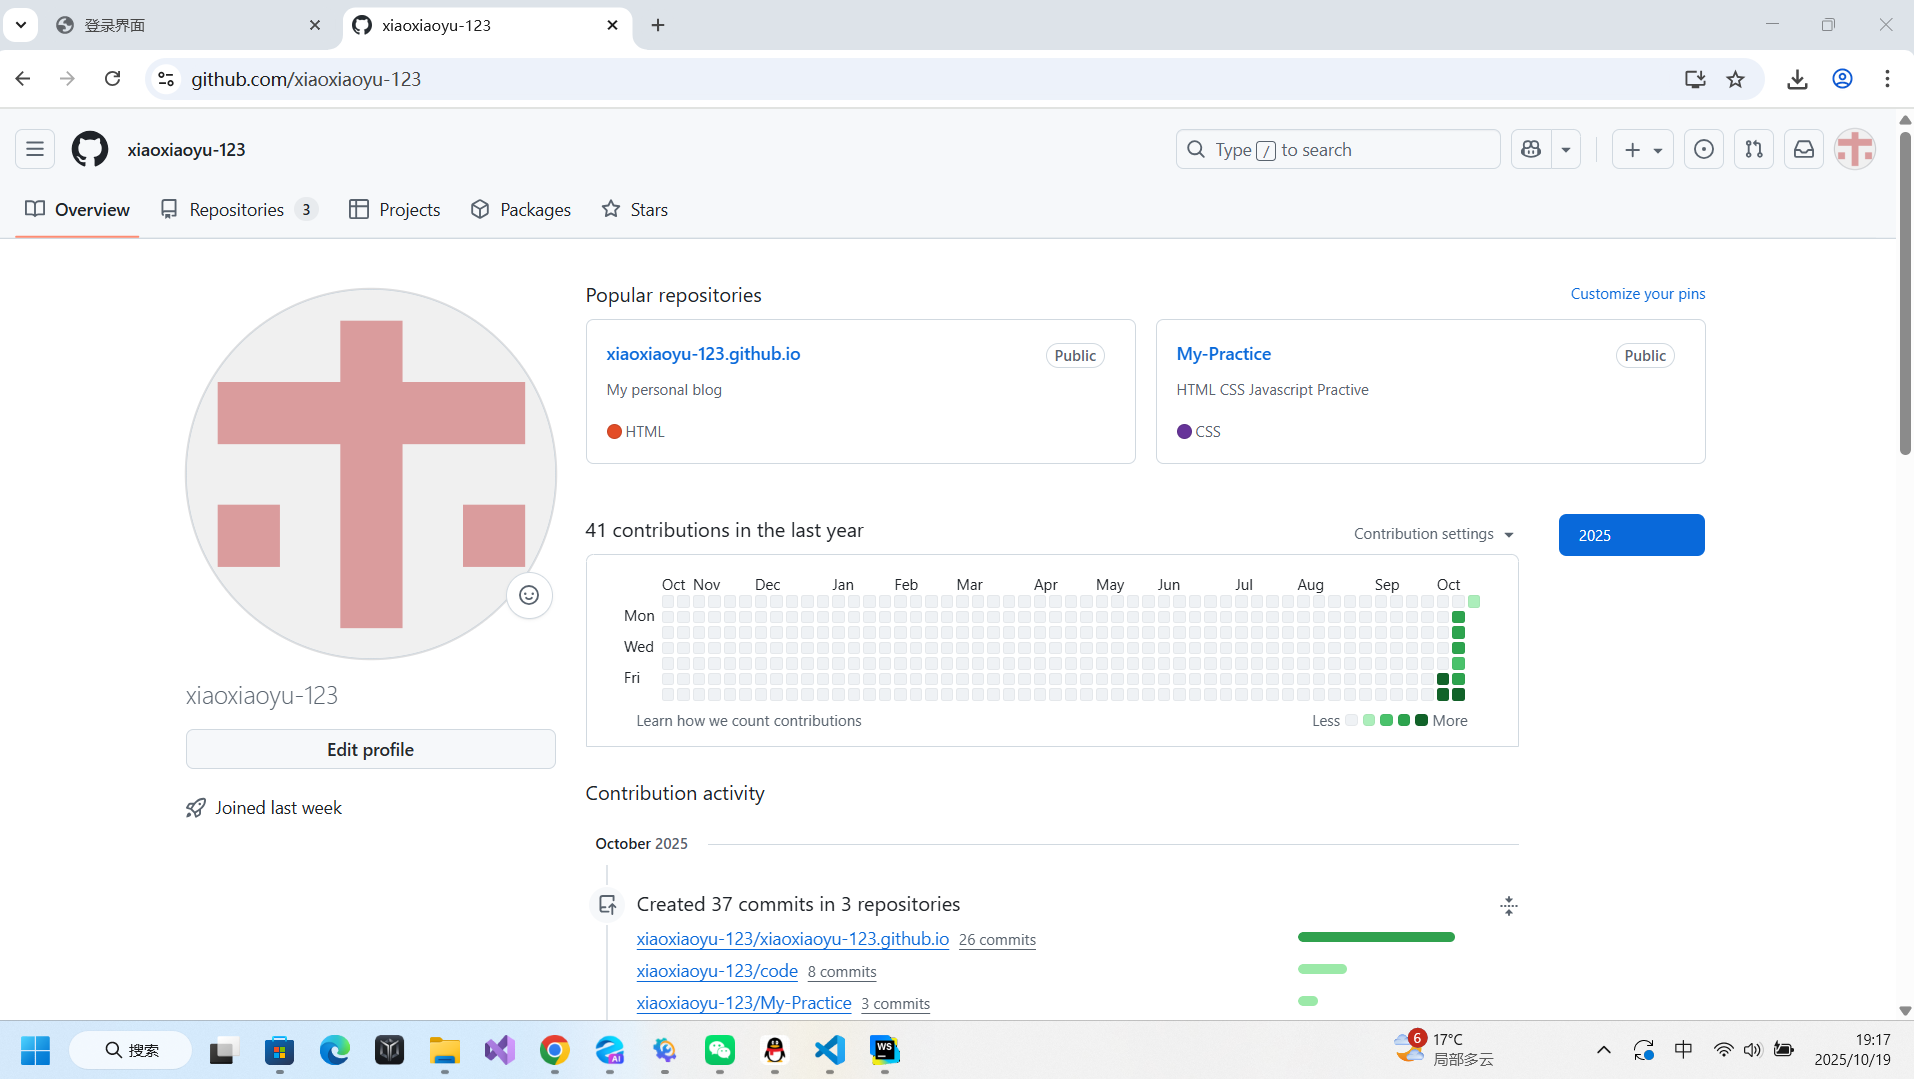 登录界面
xiaoxiaoyu-123
github.com/xiaoxiaoyu-123
xiaoxiaoyu-123
Type / to search
Overview
Repositories 3
Projects
Packages
Stars
Popular repositories
Customize your pins
xiaoxiaoyu-123.github.io
Public
My personal blog
HTML
My-Practice
Public
HTML CSS Javascript Practive
CSS
41 contributions in the last year
Contribution settings
2025
Oct Nov Dec Jan Feb Mar Apr May Jun Jul Aug Sep Oct
Mon
Wed
Fri
Learn how we count contributions
Less
More
xiaoxiaoyu-123
Edit profile
Joined last week
Contribution activity
October 2025
Created 37 commits in 3 repositories
xiaoxiaoyu-123/xiaoxiaoyu-123.github.io 26 commits
xiaoxiaoyu-123/code 8 commits
xiaoxiaoyu-123/My-Practice 3 commits
搜索
AI
WS
6
17°C
局部多云
中
19:17
2025/10/19